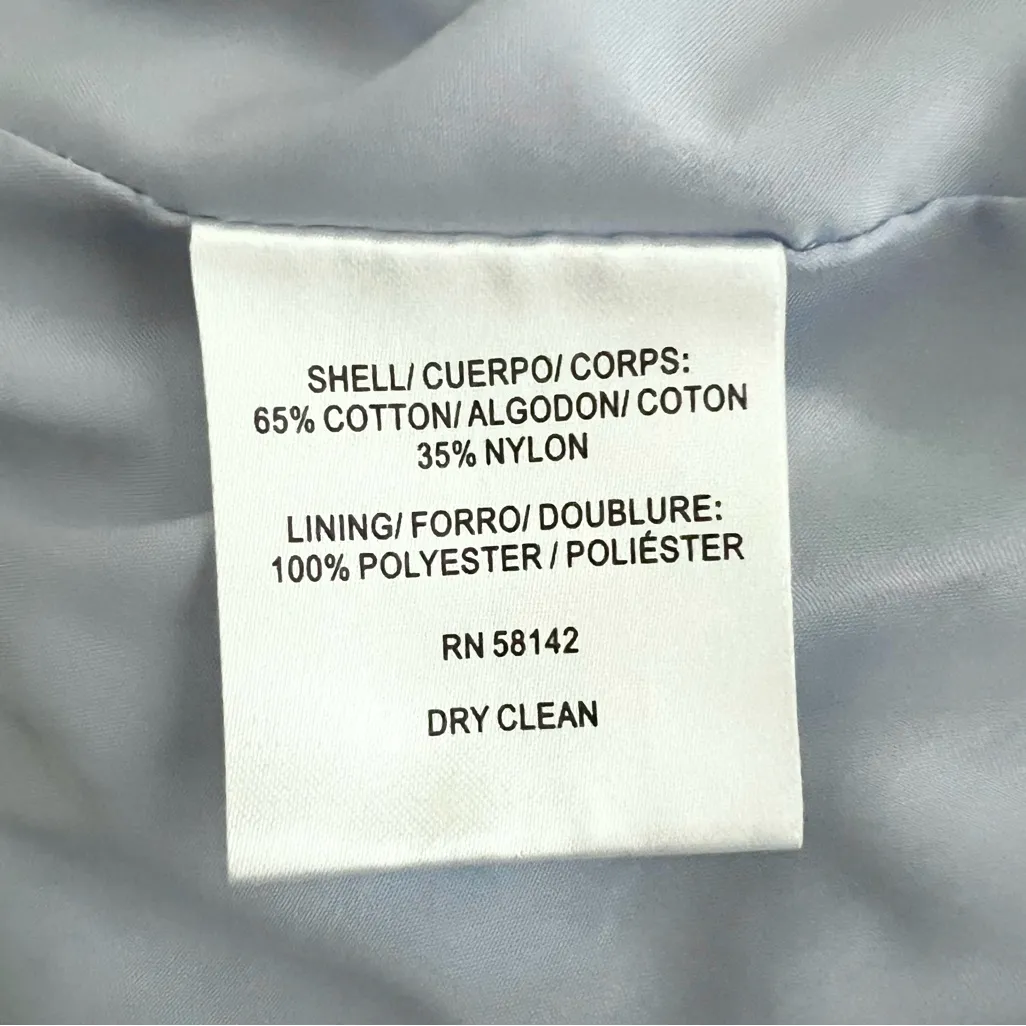 SHELL/ CUERPO/ CORPS:
65% COTTON/ ALGODON/ COTON
35% NYLON
LINING/ FORRO/ DOUBLURE:
100% POLYESTER / POLIÉSTER
RN 58142
DRY CLEAN